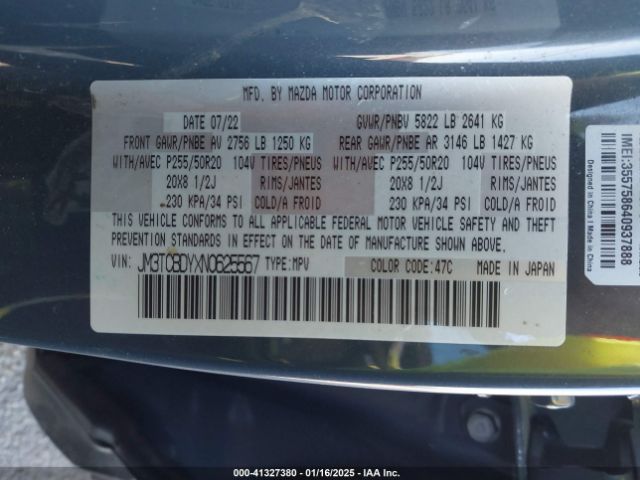 MFD. BY MAZDA MOTOR CORPORATION
DATE 07/22 GVWR/PNBV 5822 LB 2641 KG
FRONT GAWR/PNBE AV 2756 LB 1250 KG REAR GAWR/PNBE AR 3146 LB 1427 KG
WITH/AVEC P255/50R20 104V TIRES/PNEUS WITH/AVEC P255/50R20 104V TIRES/PNEUS
20X8 1/2J RIMS/JANTES 20X8 1/2J RIMS/JANTES
230 KPA/34 PSI COLD/A FROID 230 KPA/34 PSI COLD/A FROID
THIS VEHICLE CONFORMS TO ALL APPLICABLE FEDERAL MOTOR VEHICLE SAFETY AND THEFT
PREVENTION STANDARDS IN EFFECT ON THE DATE OF MANUFACTURE SHOWN ABOVE.
VIN: JM3TCBDYXN0625567 TYPE:MPV COLOR CODE:47C MADE IN JAPAN
IMEI:355758640937888
Designed in China | Made in China
00-41327380 - 01/16/2025 - IAA Inc.